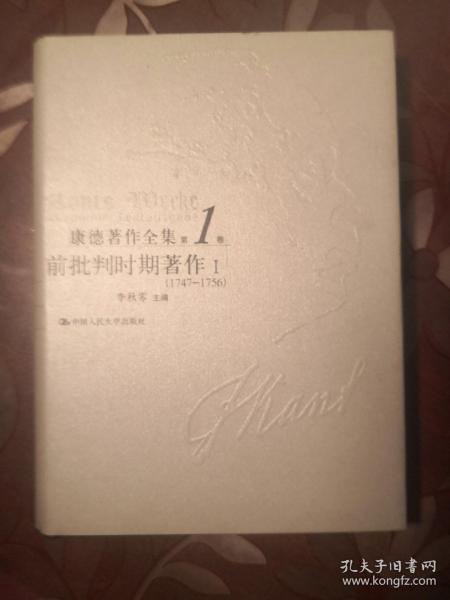 Kants Werke
康德著作全集 第1卷
前批判时期著作 I
(1747—1756)
李秋零 主编
中国人民大学出版社
I Kant
孔夫子旧书网
www.kongfz.com